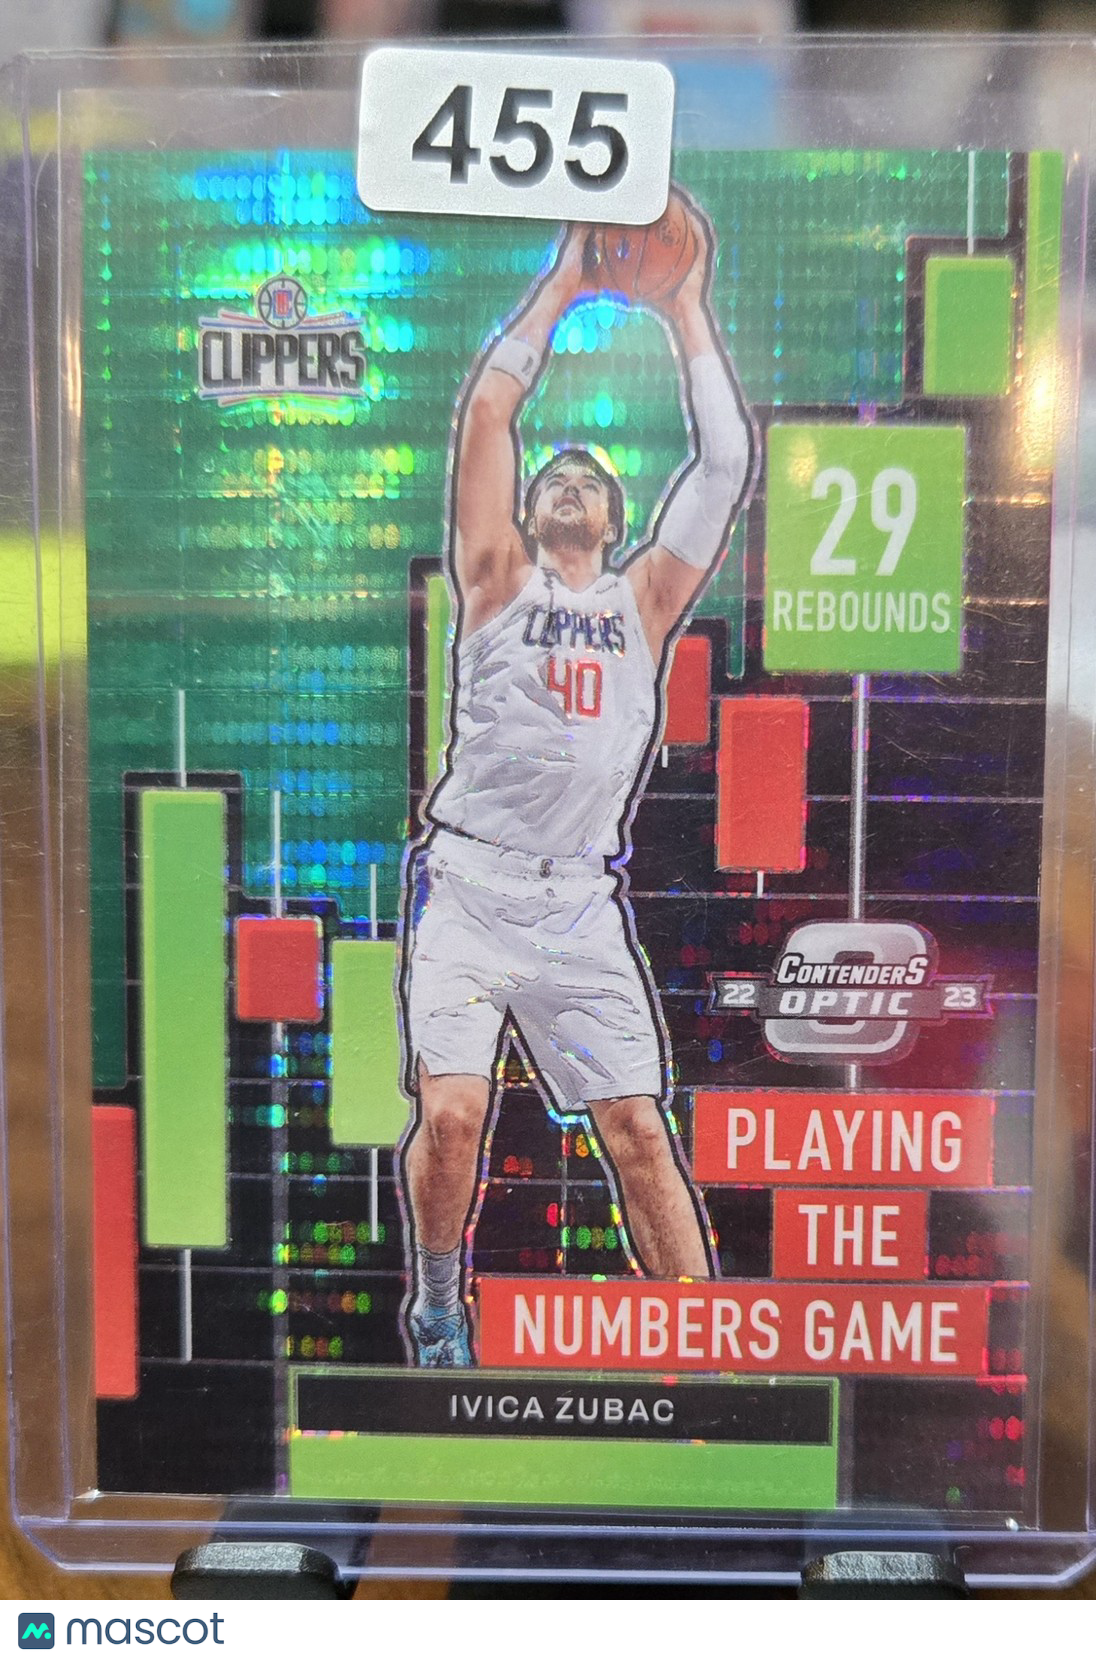 455
CLIPPERS
29
REBOUNDS
CLIPPERS
40
CONTENDERS
22 OPTIC 23
PLAYING
THE
NUMBERS GAME
IVICA ZUBAC
mascot